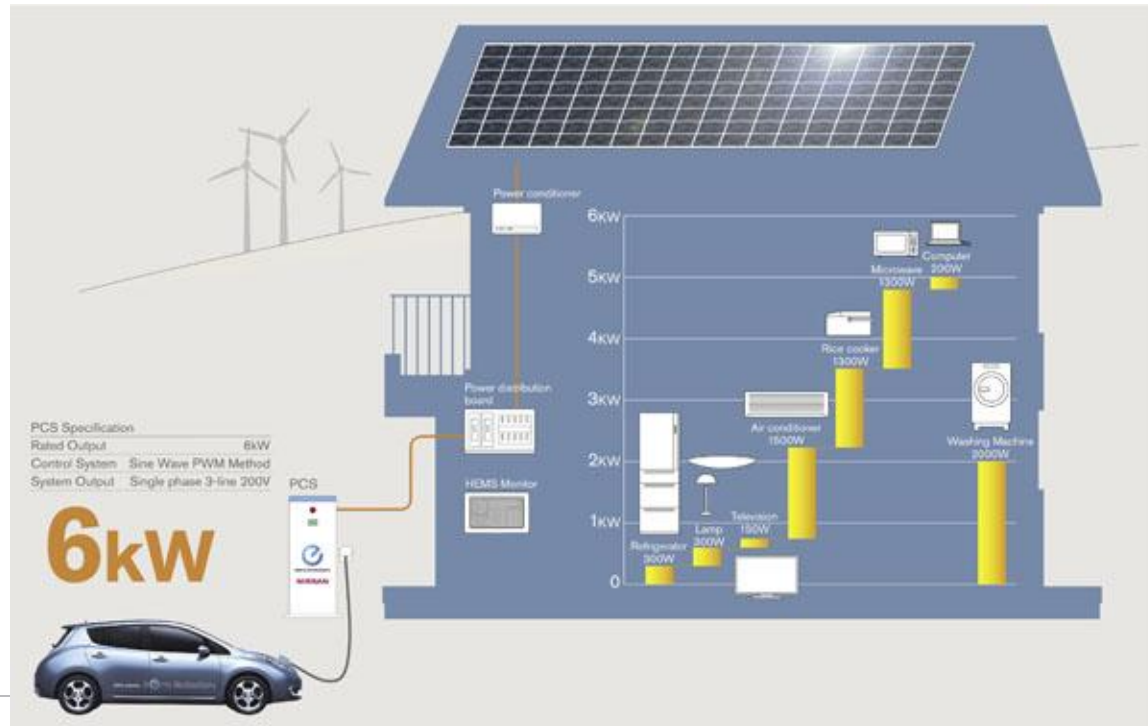 Power conditioner
6KW
5KW
4KW
3KW
2KW
1KW
0
Computer
200W
Microwave
1300W
Rice cooker
1300W
Air conditioner
1500W
Washing Machine
2000W
Television
150W
Lamp
300W
Refrigerator
300W
Power distribution
board
HEMS Monitor
PCS Specification
Rated Output 6kW
Control System Sine Wave PWM Method
System Output Single phase 3-line 200V
6kW
PCS
NISSAN